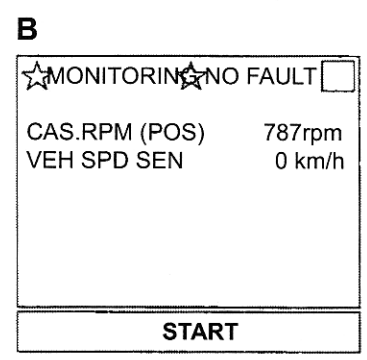 B
☆MONITORING☆NO FAULT□
CAS.RPM (POS) 787rpm
VEH SPD SEN 0 km/h
START